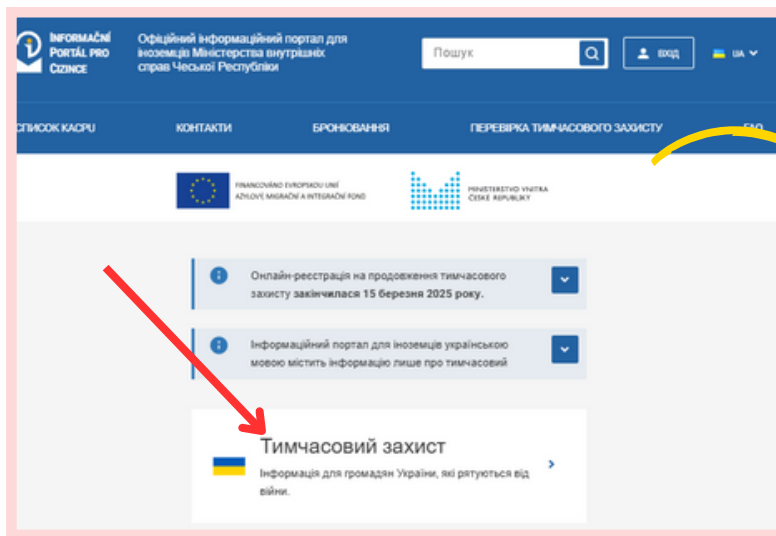 INFORMAČNÍ
PORTÁL PRO
CIZINCE
Офіційний інформаційний портал для
іноземців Міністерства внутрішніх
справ Чеської Республіки
Пошук
ВХІД
UA
СПИСОК KACPU
КОНТАКТИ
БРОНЮВАННЯ
ПЕРЕВІРКА ТИМЧАСОВОГО ЗАХИСТУ
FAQ
FINANCOVÁNO EVROPSKOU UNIÍ
AZYLOVÝ, MIGRAČNÍ A INTEGRAČNÍ FOND
MINISTERSTVO VNITRA
ČESKÉ REPUBLIKY
Онлайн-реєстрація на продовження тимчасового
захисту закінчилася 15 березня 2025 року.
Інформаційний портал для іноземців українською
мовою містить інформацію лише про тимчасовий
Тимчасовий захист
Інформація для громадян України, які рятуються від
війни.